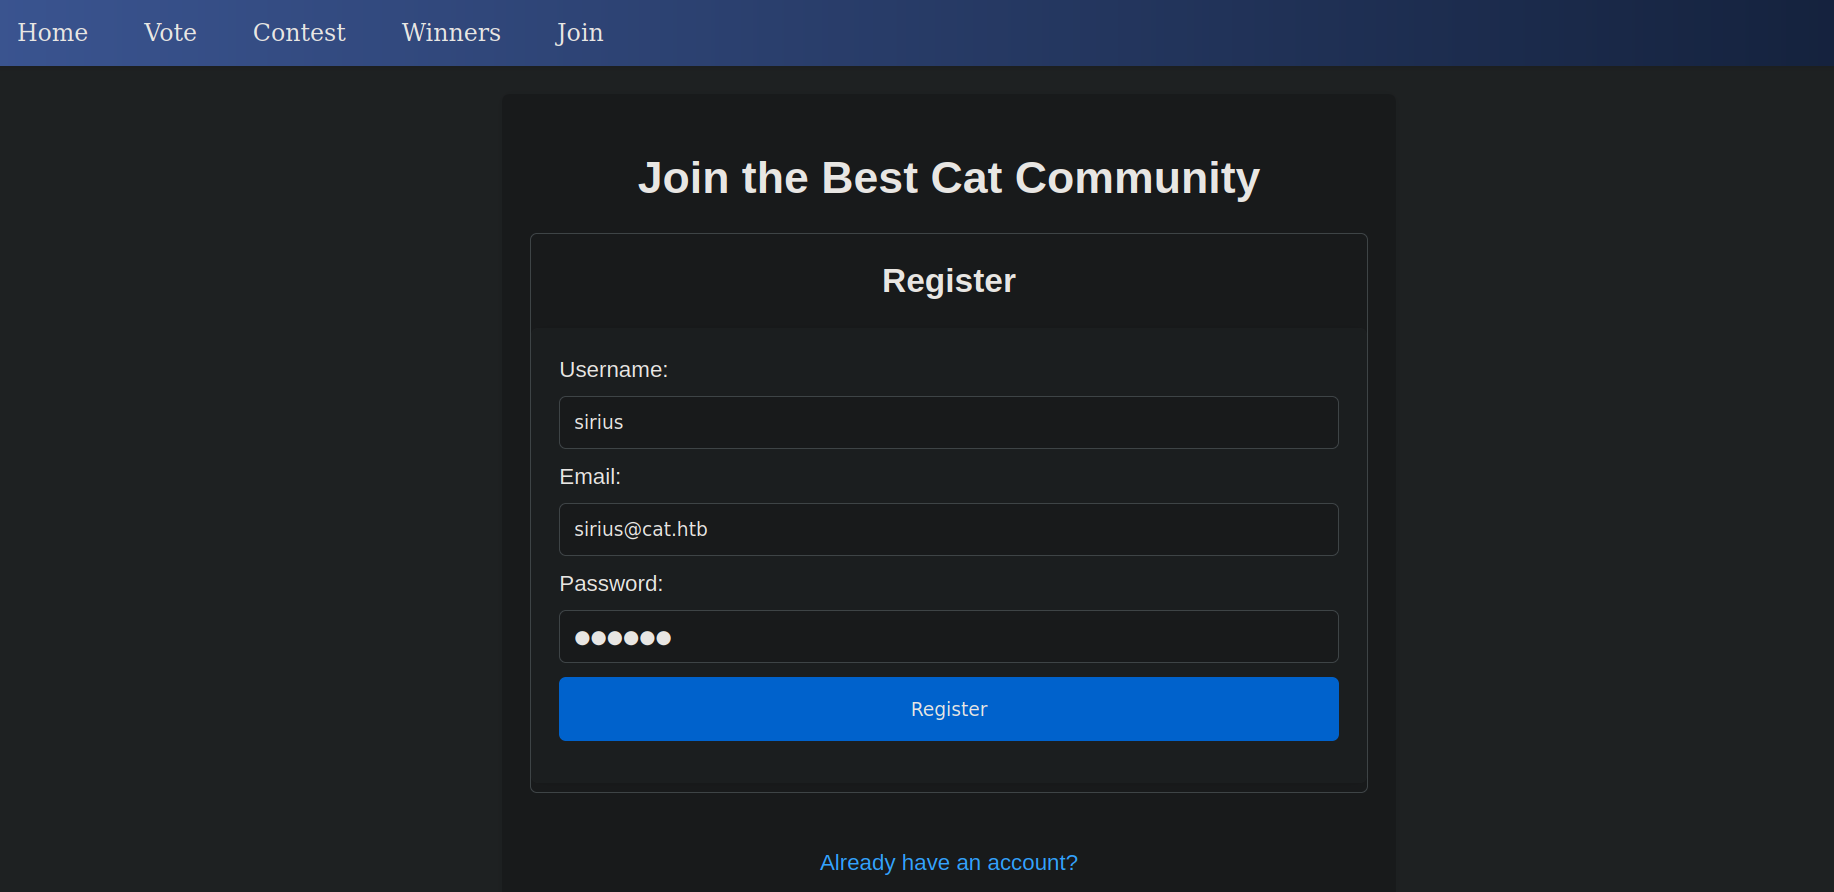 Home Vote Contest Winners Join
Join the Best Cat Community
Register
Username:
sirius
Email:
sirius@cat.htb
Password:
●●●●●●
Register
Already have an account?